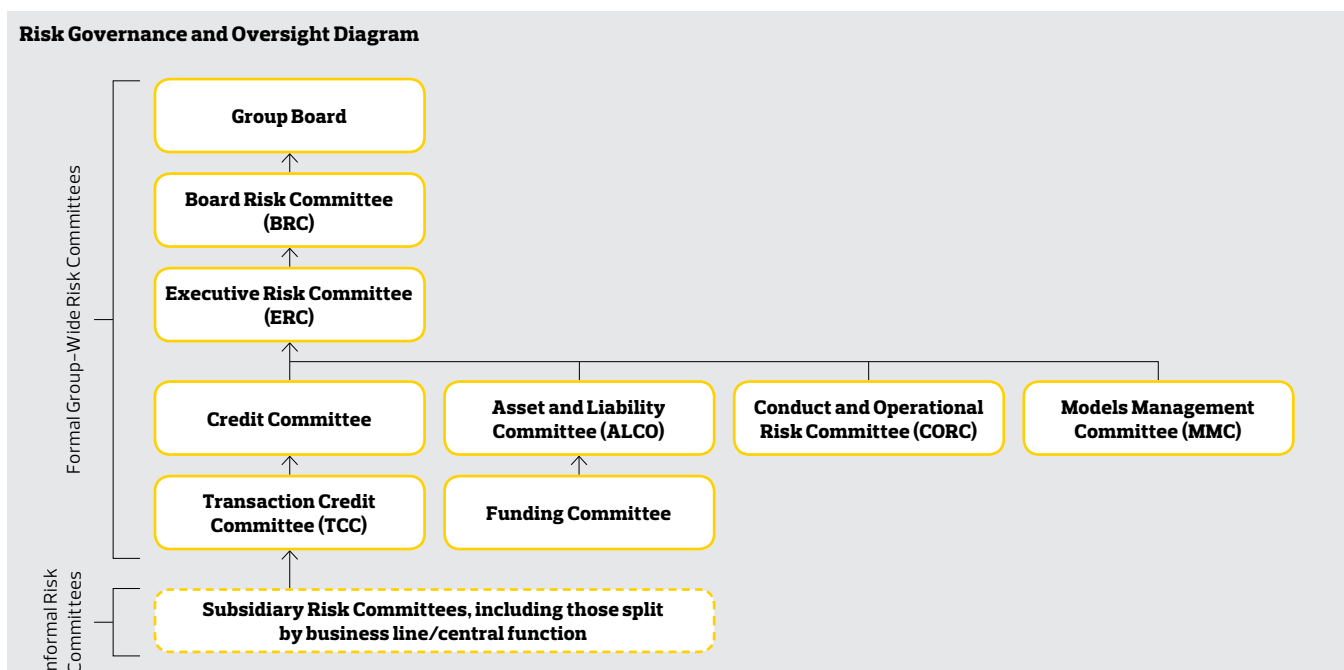 Risk Governance and Oversight Diagram
Formal Group-Wide Risk Committees
Group Board
Board Risk Committee
(BRC)
Executive Risk Committee
(ERC)
Credit Committee
Asset and Liability
Committee (ALCO)
Conduct and Operational
Risk Committee (CORC)
Models Management
Committee (MMC)
Transaction Credit
Committee (TCC)
Funding Committee
Informal Risk
Committees
Subsidiary Risk Committees, including those split
by business line/central function